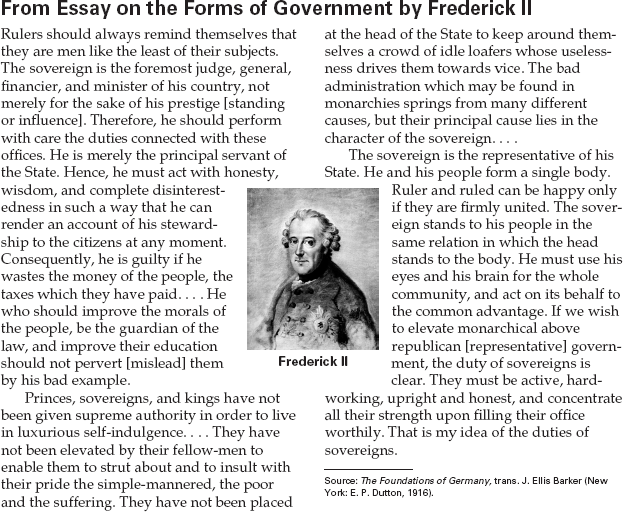 From Essay on the Forms of Government by Frederick II
Rulers should always remind themselves that
they are men like the least of their subjects.
The sovereign is the foremost judge, general,
financier, and minister of his country, not
merely for the sake of his prestige [standing
or influence]. Therefore, he should perform
with care the duties connected with these
offices. He is merely the principal servant of
the State. Hence, he must act with honesty,
wisdom, and complete disinterest-
edness in such a way that he can
render an account of his steward-
ship to the citizens at any moment.
Consequently, he is guilty if he
wastes the money of the people, the
taxes which they have paid. . . . He
who should improve the morals of
the people, be the guardian of the
law, and improve their education
should not pervert [mislead] them
by his bad example.
Princes, sovereigns, and kings have not
been given supreme authority in order to live
in luxurious self-indulgence. . . . They have
not been elevated by their fellow-men to
enable them to strut about and to insult with
their pride the simple-mannered, the poor
and the suffering. They have not been placed
at the head of the State to keep around them-
selves a crowd of idle loafers whose useless-
ness drives them towards vice. The bad
administration which may be found in
monarchies springs from many different
causes, but their principal cause lies in the
character of the sovereign. . . .
The sovereign is the representative of his
State. He and his people form a single body.
Ruler and ruled can be happy only
if they are firmly united. The sover-
eign stands to his people in the
same relation in which the head
stands to the body. He must use his
eyes and his brain for the whole
community, and act on its behalf to
the common advantage. If we wish
to elevate monarchical above
republican [representative] govern-
ment, the duty of sovereigns is
clear. They must be active, hard-
working, upright and honest, and concentrate
all their strength upon filling their office
worthily. That is my idea of the duties of
sovereigns.
Frederick II
Source: The Foundations of Germany, trans. J. Ellis Barker (New
York: E. P. Dutton, 1916).